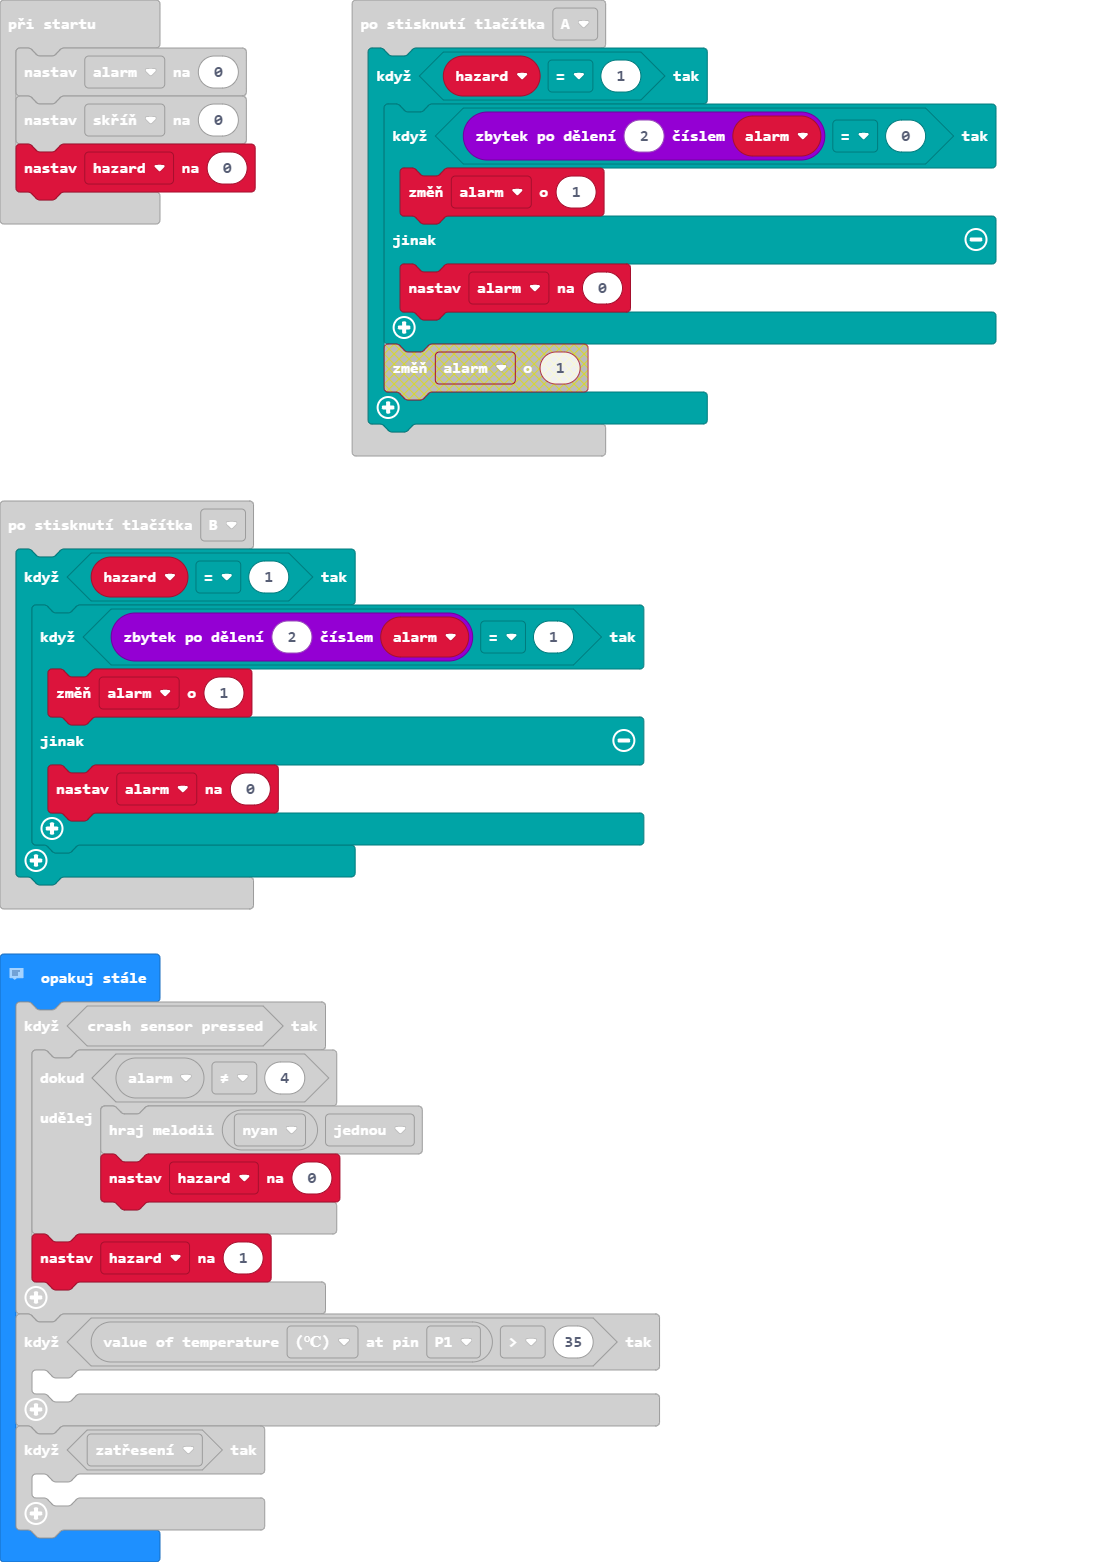 při startu
nastav alarm na 0
nastav skříň na 0
nastav hazard na 0
po stisknutí tlačítka A
když hazard = 1 tak
když zbytek po dělení 2 číslem alarm = 0 tak
změň alarm o 1
jinak
nastav alarm na 0
změň alarm o 1
po stisknutí tlačítka B
když hazard = 1 tak
když zbytek po dělení 2 číslem alarm = 1 tak
změň alarm o 1
jinak
nastav alarm na 0
opakuj stále
když crash sensor pressed tak
dokud alarm ≠ 4
udělej
hraj melodii nyan jednou
nastav hazard na 0
nastav hazard na 1
když value of temperature (℃) at pin P1 > 35 tak
když zatřesení tak